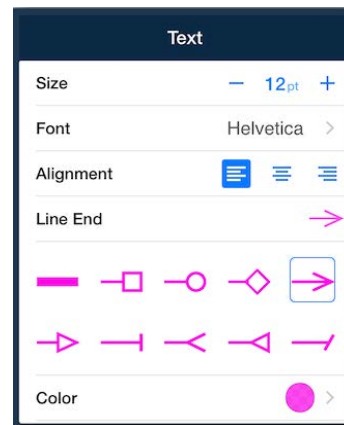 Text
Size − 12pt +
Font Helvetica >
Alignment
Line End
Color >